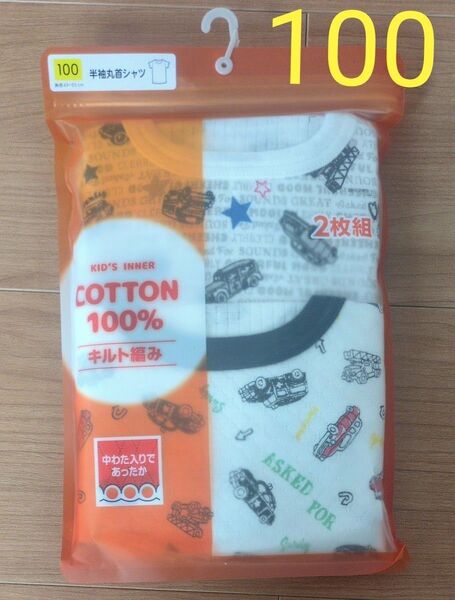 100
100
半袖丸首シャツ
SOUNDS GREAT
2枚組
KID'S INNER
COTTON
100%
キルト編み
中わた入りで
あったか
ASKED FOR